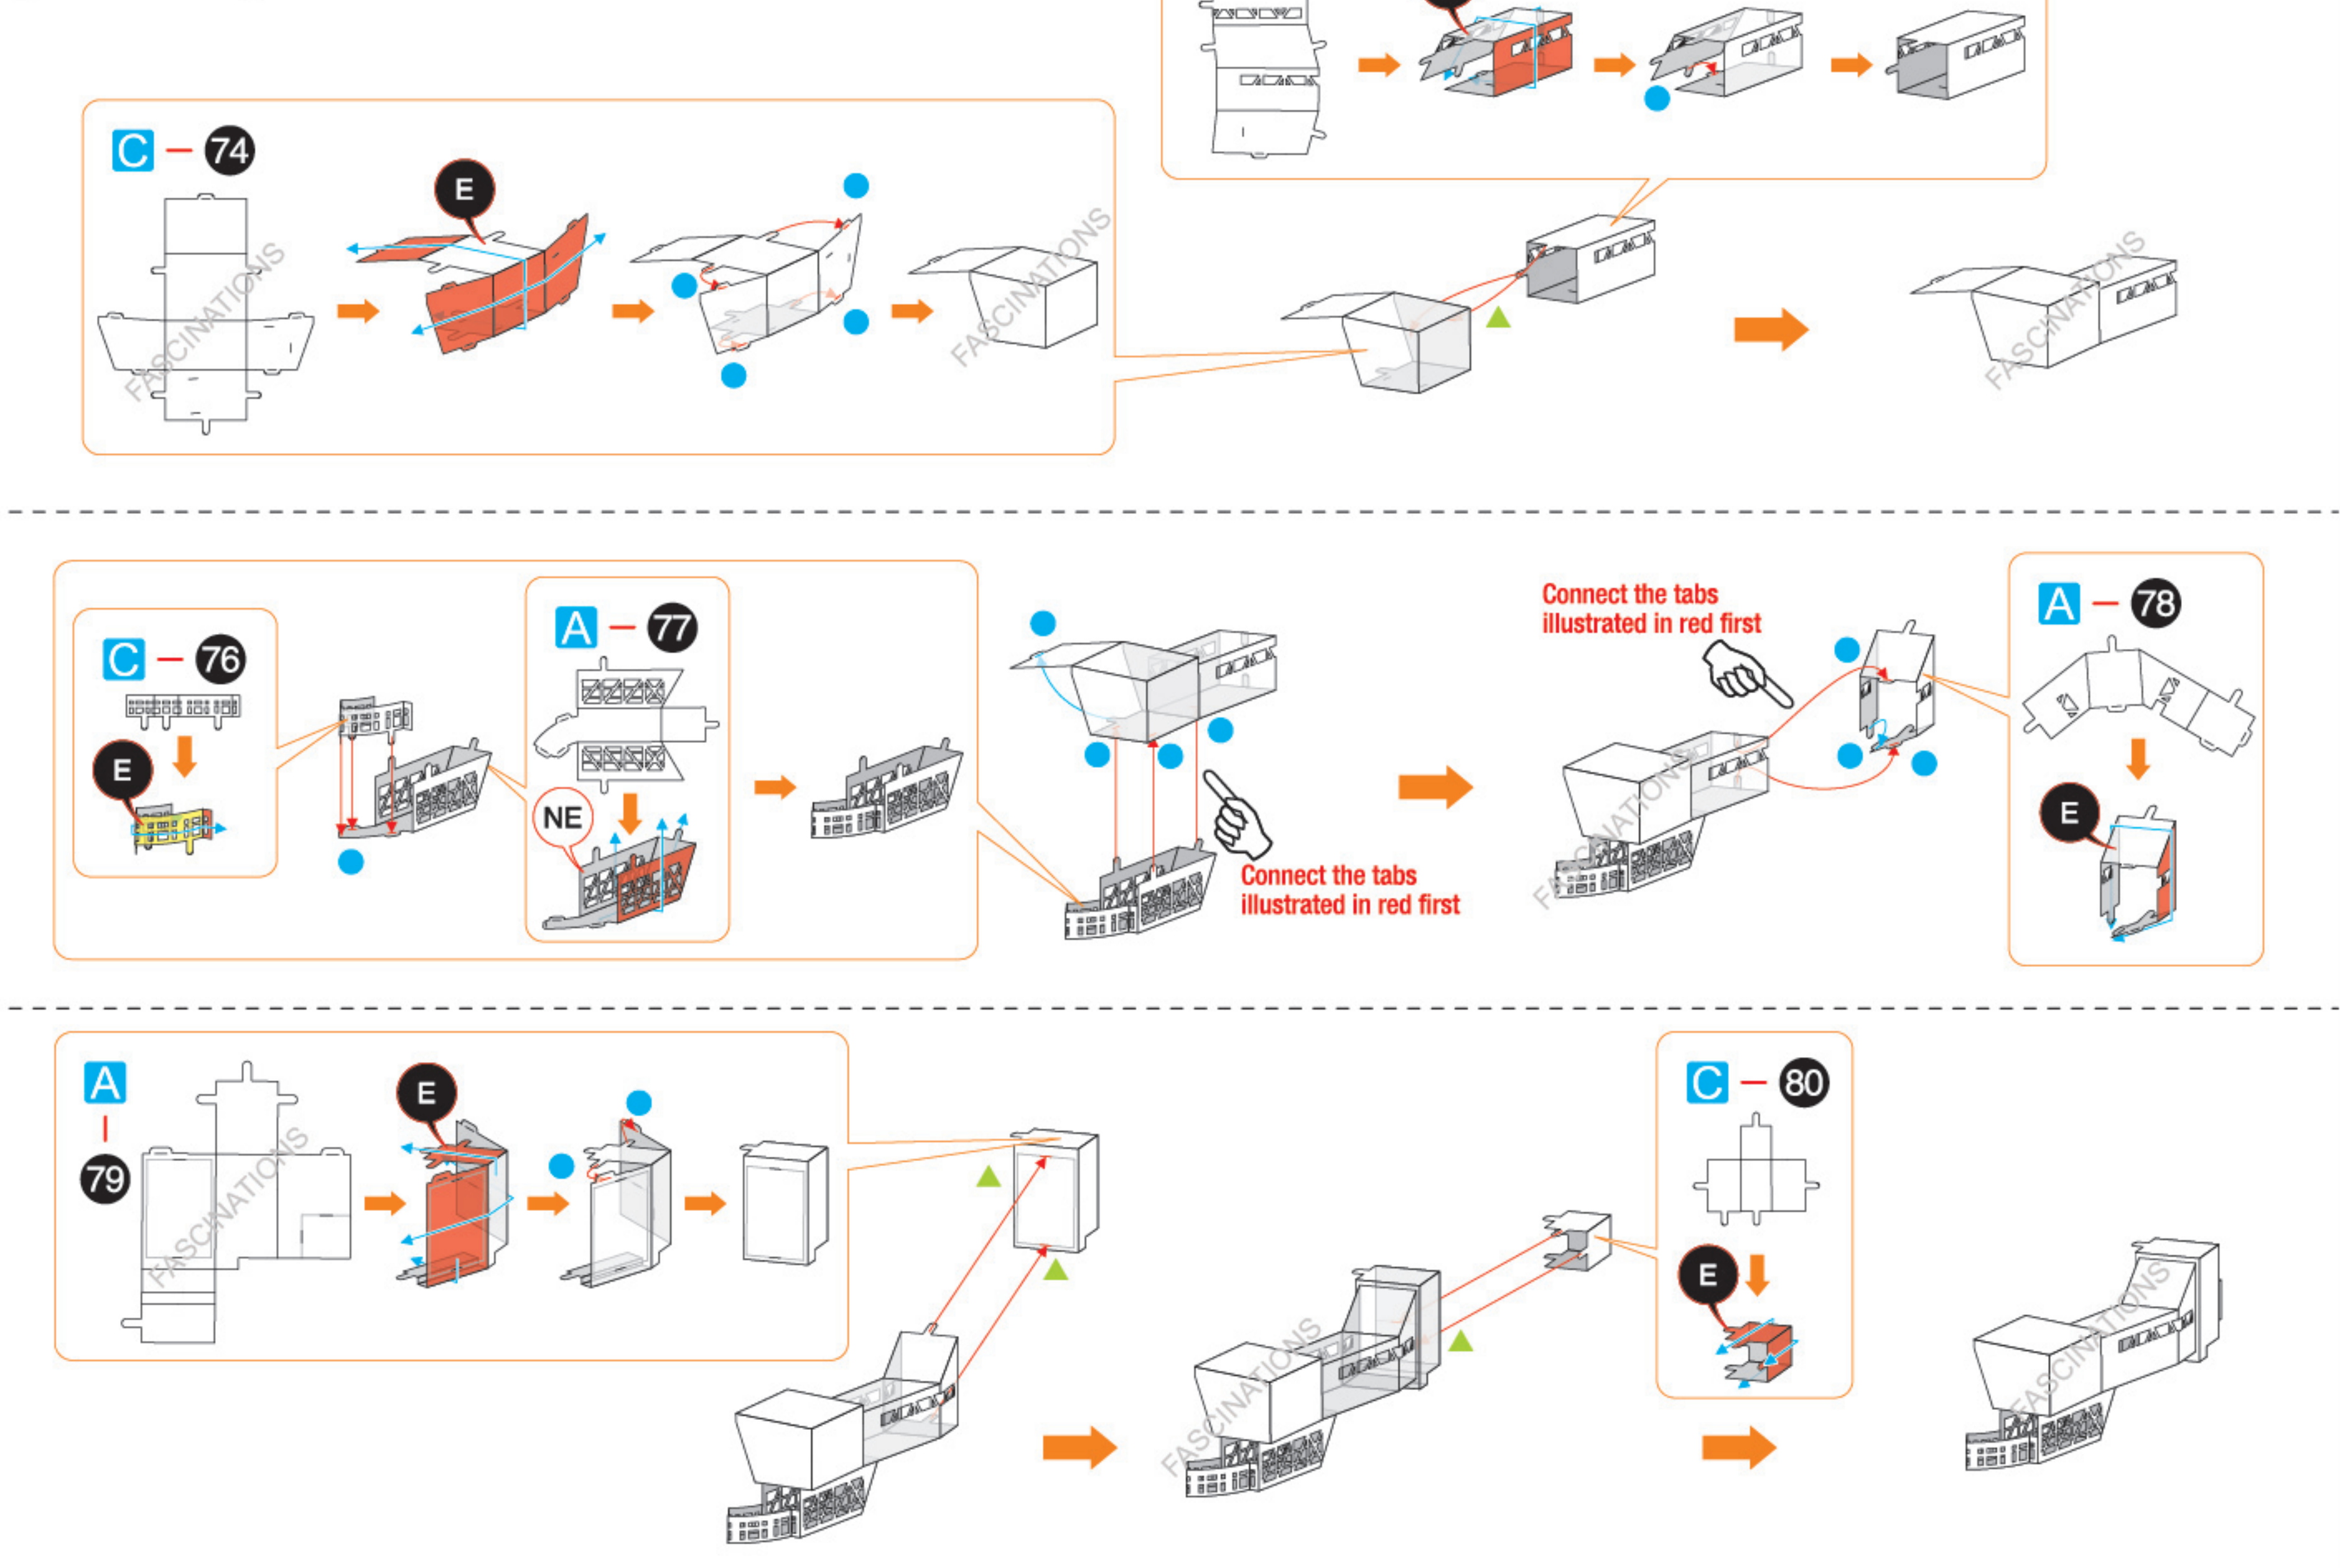 C – 74
E
FASCINATIONS
FASCINATIONS
FASCINATIONS
C – 76
E
A – 77
NE
Connect the tabs
illustrated in red first
Connect the tabs
illustrated in red first
FASCINATIONS
A – 78
E
A
79
E
FASCINATIONS
FASCINATIONS
C – 80
E
FASCINATIONS